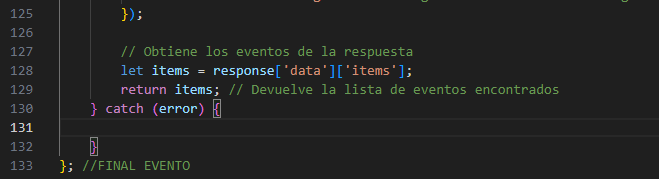 125 });
126
127 // Obtiene los eventos de la respuesta
128 let items = response['data']['items'];
129 return items; // Devuelve la lista de eventos encontrados
130 } catch (error) {
131
132 }
133 }; //FINAL EVENTO